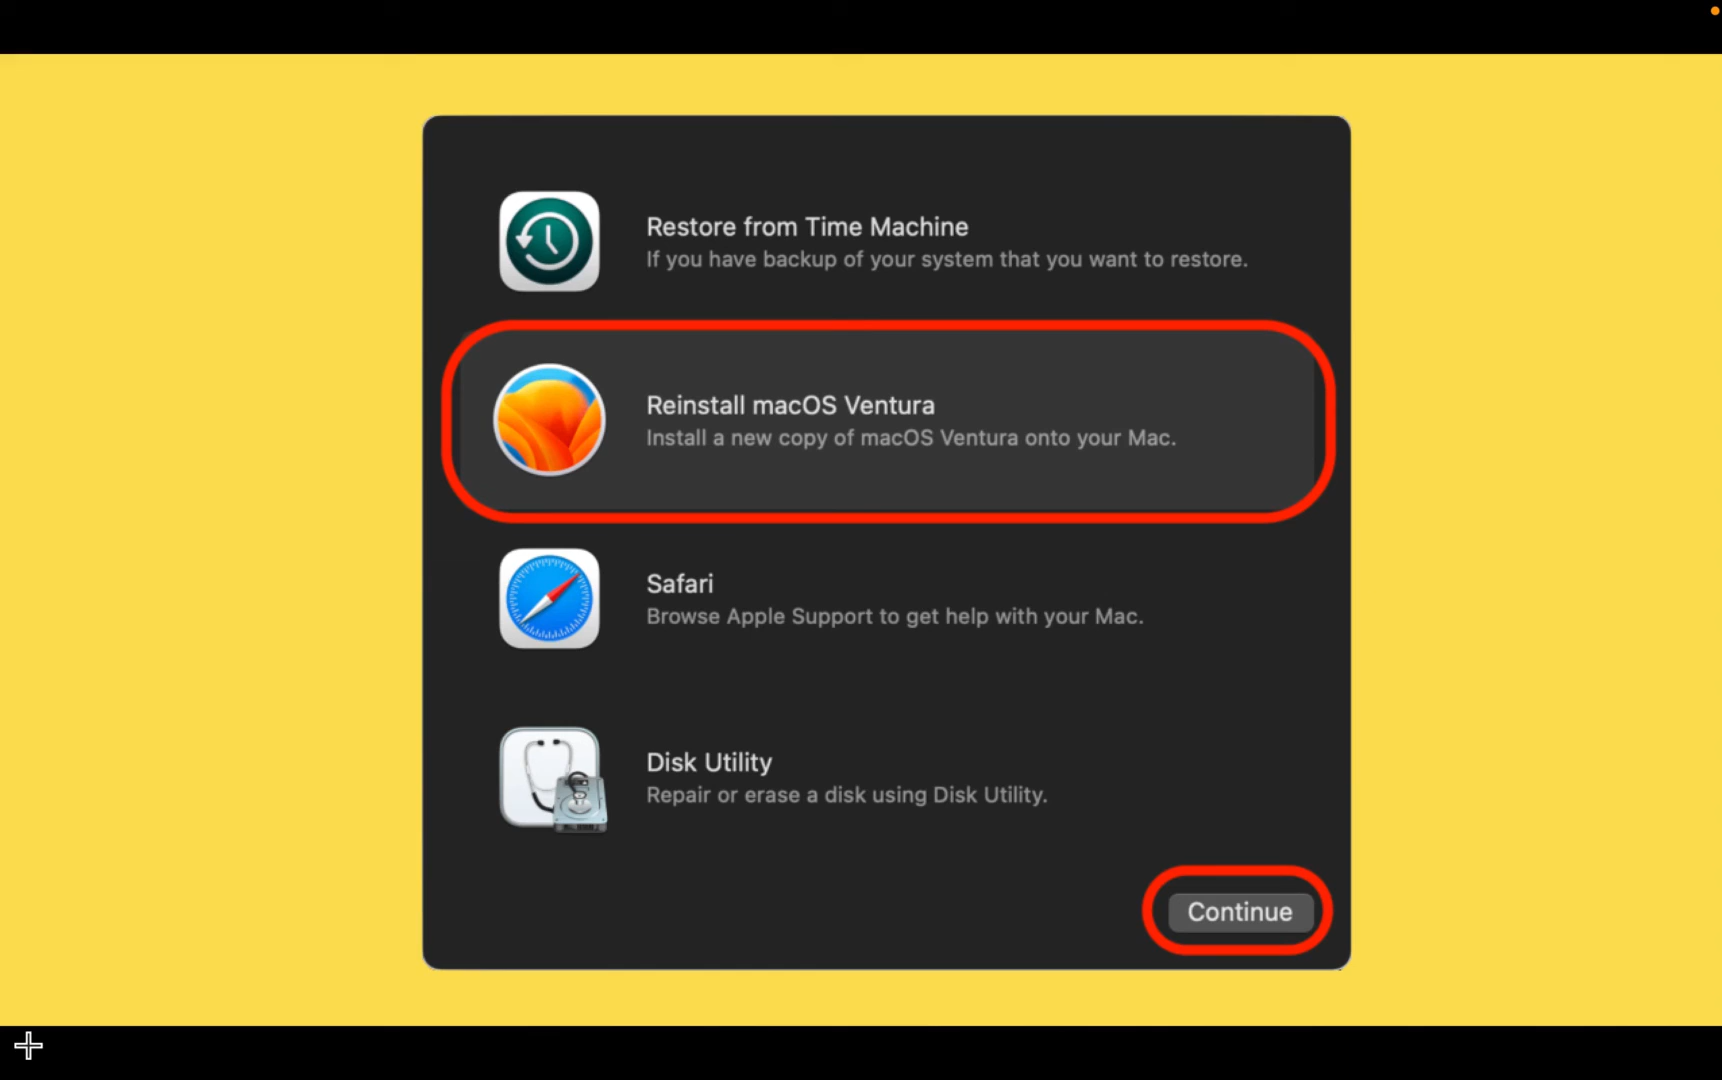 Restore from Time Machine
If you have backup of your system that you want to restore.
Reinstall macOS Ventura
Install a new copy of macOS Ventura onto your Mac.
Safari
Browse Apple Support to get help with your Mac.
Disk Utility
Repair or erase a disk using Disk Utility.
Continue